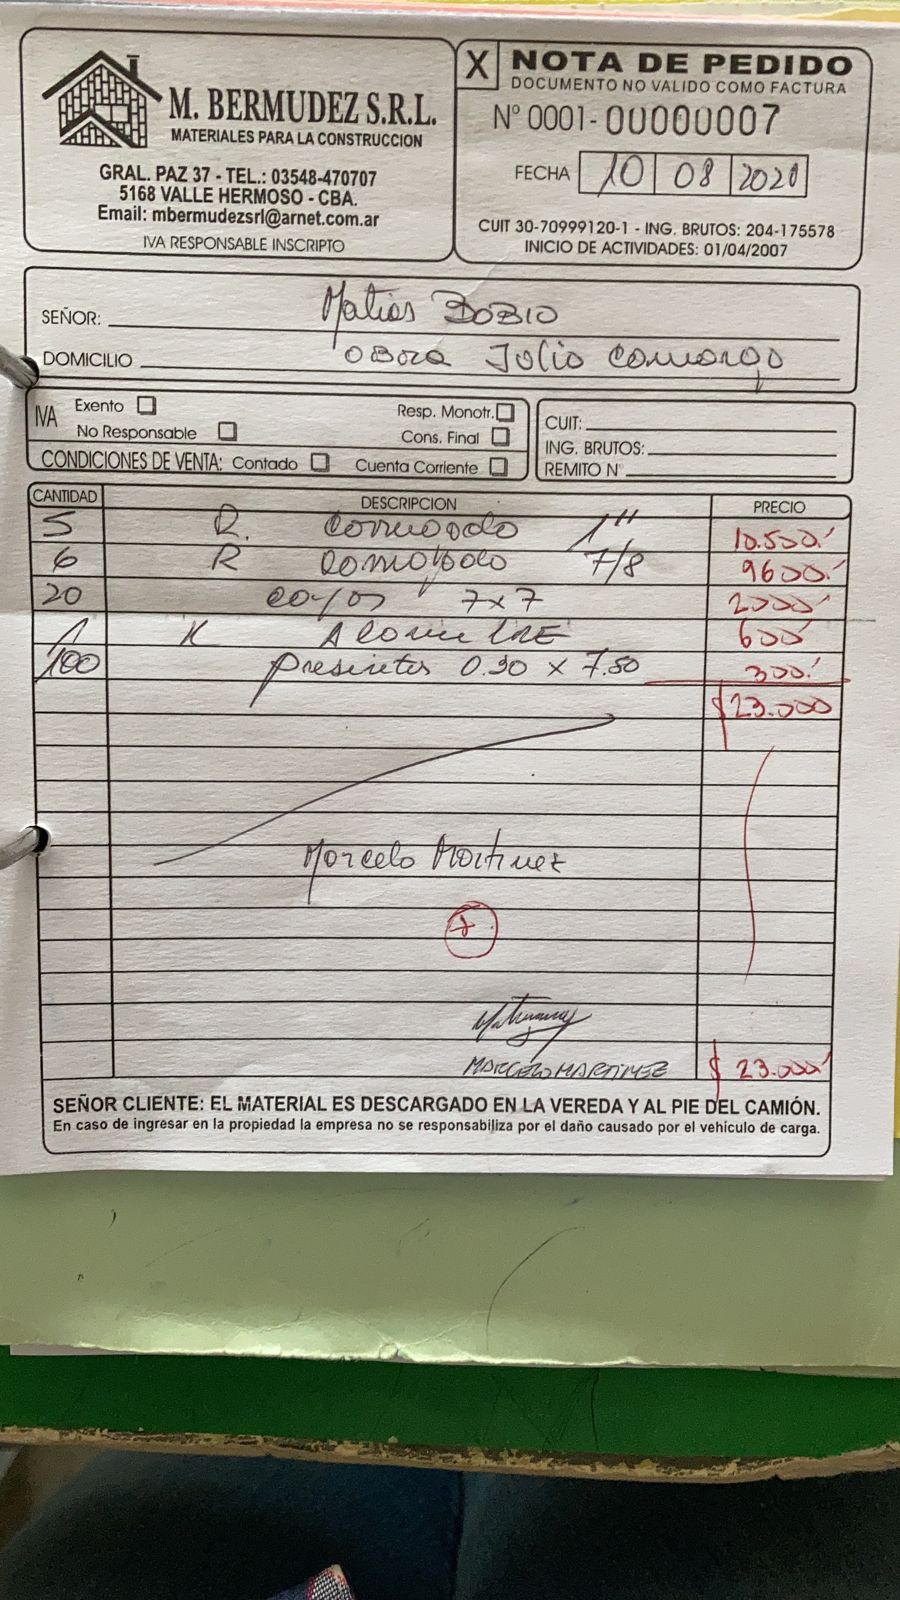 M. BERMUDEZ S.R.L.
MATERIALES PARA LA CONSTRUCCION
GRAL. PAZ 37 - TEL.: 03548-470707
5168 VALLE HERMOSO - CBA.
Email: mbermudezsrl@arnet.com.ar
IVA RESPONSABLE INSCRIPTO
X NOTA DE PEDIDO
DOCUMENTO NO VALIDO COMO FACTURA
N° 0001- 00000007
FECHA 10 08 2020
CUIT 30-70999120-1 - ING. BRUTOS: 204-175578
INICIO DE ACTIVIDADES: 01/04/2007
SEÑOR: Matias BOBIO
DOMICILIO Julio Camargo
IVA Exento Resp. Monotr.
No Responsable Cons. Final
CONDICIONES DE VENTA: Contado Cuenta Corriente
CUIT:
ING. BRUTOS:
REMITO N°
CANTIDAD DESCRIPCION PRECIO
5 R. corrugado 1" 10.500
6 R corrugado 7/8 9600
20 cajas 7x7 2000
1 K Alambre 600
100 presintos 0.90 x 7.50 300
$23.000
Marcelo Martinez
MARCELO MARTINEZ $ 23.000
SEÑOR CLIENTE: EL MATERIAL ES DESCARGADO EN LA VEREDA Y AL PIE DEL CAMIÓN.
En caso de ingresar en la propiedad la empresa no se responsabiliza por el daño causado por el vehículo de carga.